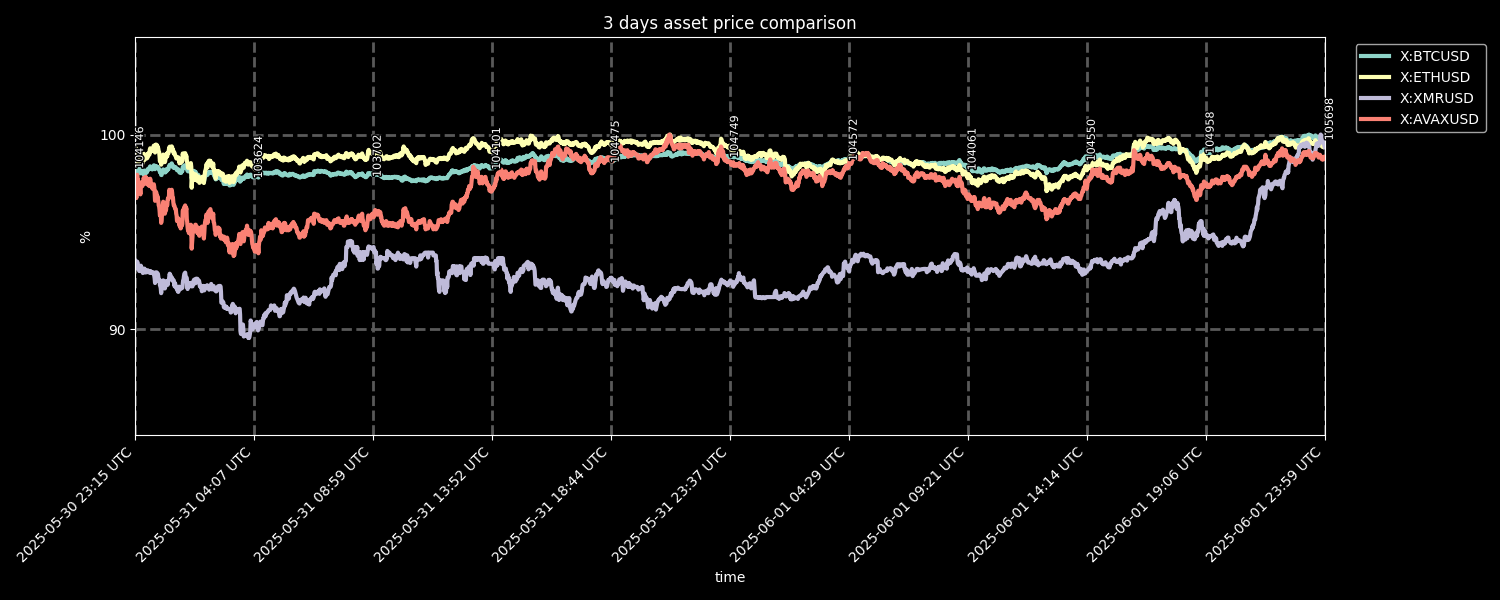 3 days asset price comparison
X:BTCUSD
X:ETHUSD
X:XMRUSD
X:AVAXUSD
100
90
%
104146
103624
103702
104101
104475
104749
104572
104061
104550
104958
105698
2025-05-30 23:15 UTC
2025-05-31 04:07 UTC
2025-05-31 08:59 UTC
2025-05-31 13:52 UTC
2025-05-31 18:44 UTC
2025-05-31 23:37 UTC
2025-06-01 04:29 UTC
2025-06-01 09:21 UTC
2025-06-01 14:14 UTC
2025-06-01 19:06 UTC
2025-06-01 23:59 UTC
time